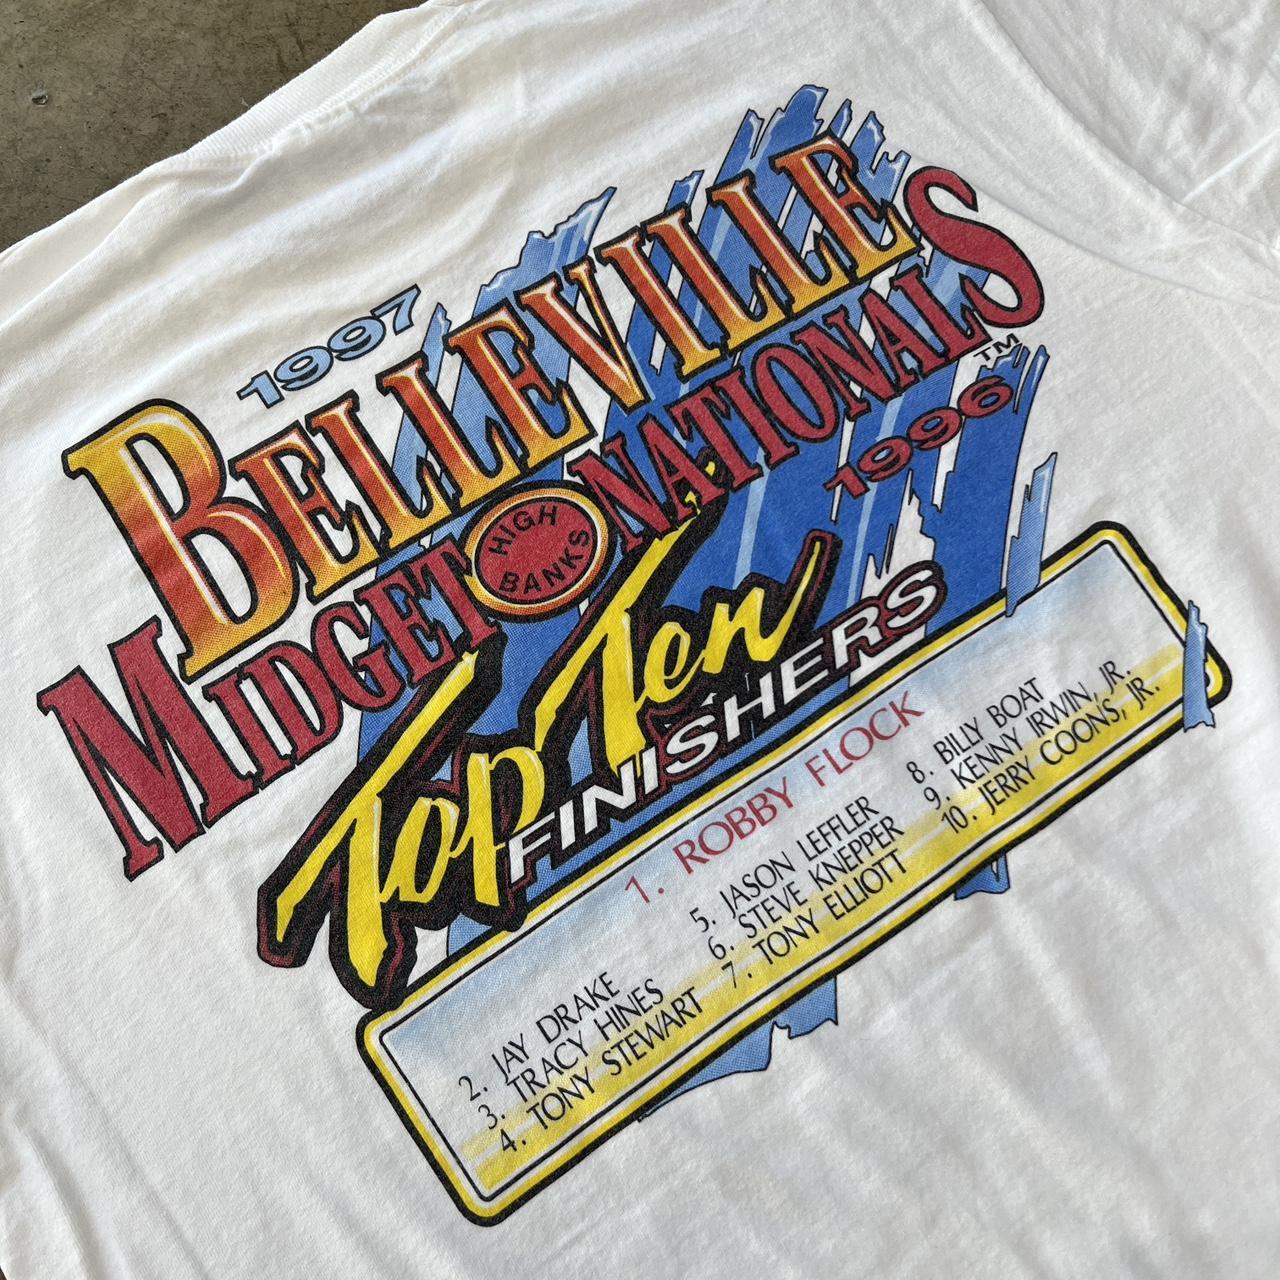 1997
BELLEVILLE
MIDGET HIGH BANKS NATIONALS™
1996
Top Ten
FINISHERS
1. ROBBY FLOCK
2. JAY DRAKE
3. TRACY HINES
4. TONY STEWART
5. JASON LEFFLER
6. STEVE KNEPPER
7. TONY ELLIOTT
8. BILLY BOAT
9. KENNY IRWIN, JR.
10. JERRY COONS, JR.